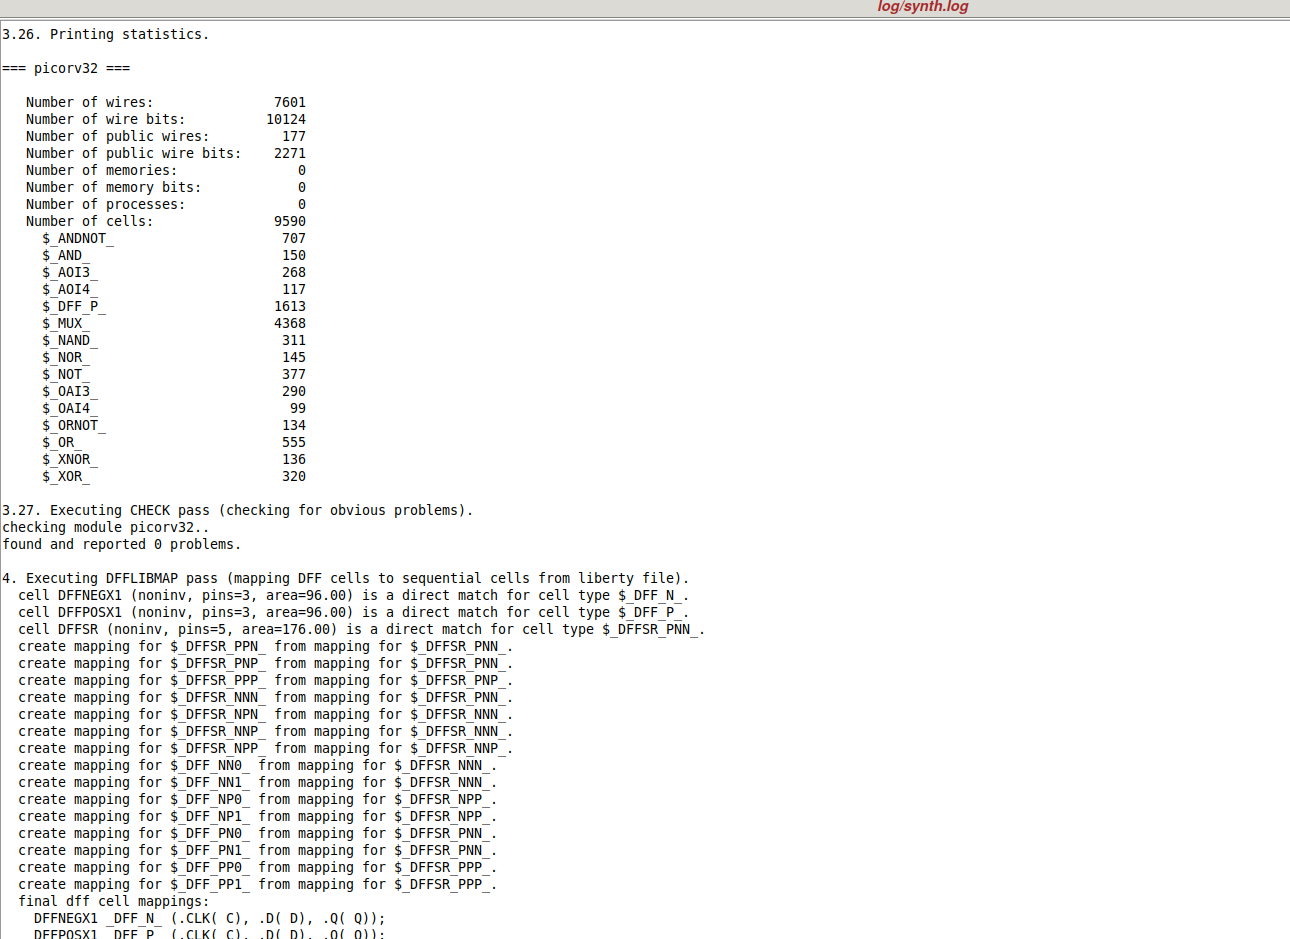 log/synth.log
3.26. Printing statistics.
=== picorv32 ===
Number of wires: 7601
Number of wire bits: 10124
Number of public wires: 177
Number of public wire bits: 2271
Number of memories: 0
Number of memory bits: 0
Number of processes: 0
Number of cells: 9590
$_ANDNOT_ 707
$_AND_ 150
$_AOI3_ 268
$_AOI4_ 117
$_DFF_P_ 1613
$_MUX_ 4368
$_NAND_ 311
$_NOR_ 145
$_NOT_ 377
$_OAI3_ 290
$_OAI4_ 99
$_ORNOT_ 134
$_OR_ 555
$_XNOR_ 136
$_XOR_ 320
3.27. Executing CHECK pass (checking for obvious problems).
checking module picorv32..
found and reported 0 problems.
4. Executing DFFLIBMAP pass (mapping DFF cells to sequential cells from liberty file).
cell DFFNEGX1 (noninv, pins=3, area=96.00) is a direct match for cell type $_DFF_N_.
cell DFFPOSX1 (noninv, pins=3, area=96.00) is a direct match for cell type $_DFF_P_.
cell DFFSR (noninv, pins=5, area=176.00) is a direct match for cell type $_DFFSR_PNN_.
create mapping for $_DFFSR_PPN_ from mapping for $_DFFSR_PNN_.
create mapping for $_DFFSR_PNP_ from mapping for $_DFFSR_PNN_.
create mapping for $_DFFSR_PPP_ from mapping for $_DFFSR_PNP_.
create mapping for $_DFFSR_NNN_ from mapping for $_DFFSR_PNN_.
create mapping for $_DFFSR_NPN_ from mapping for $_DFFSR_NNN_.
create mapping for $_DFFSR_NNP_ from mapping for $_DFFSR_NNN_.
create mapping for $_DFFSR_NPP_ from mapping for $_DFFSR_NNP_.
create mapping for $_DFF_NN0_ from mapping for $_DFFSR_NNN_.
create mapping for $_DFF_NN1_ from mapping for $_DFFSR_NNN_.
create mapping for $_DFF_NP0_ from mapping for $_DFFSR_NPP_.
create mapping for $_DFF_NP1_ from mapping for $_DFFSR_NPP_.
create mapping for $_DFF_PN0_ from mapping for $_DFFSR_PNN_.
create mapping for $_DFF_PN1_ from mapping for $_DFFSR_PNN_.
create mapping for $_DFF_PP0_ from mapping for $_DFFSR_PPP_.
create mapping for $_DFF_PP1_ from mapping for $_DFFSR_PPP_.
final dff cell mappings:
DFFNEGX1 _DFF_N_ (.CLK( C), .D( D), .Q( Q));
DFFPOSX1 _DFF_P_ (.CLK( C), .D( D), .Q( Q));